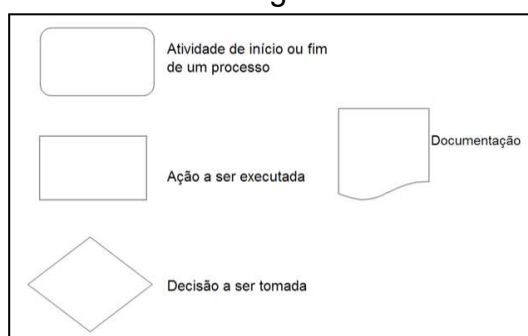 Atividade de início ou fim
de um processo
Documentação
Ação a ser executada
Decisão a ser tomada